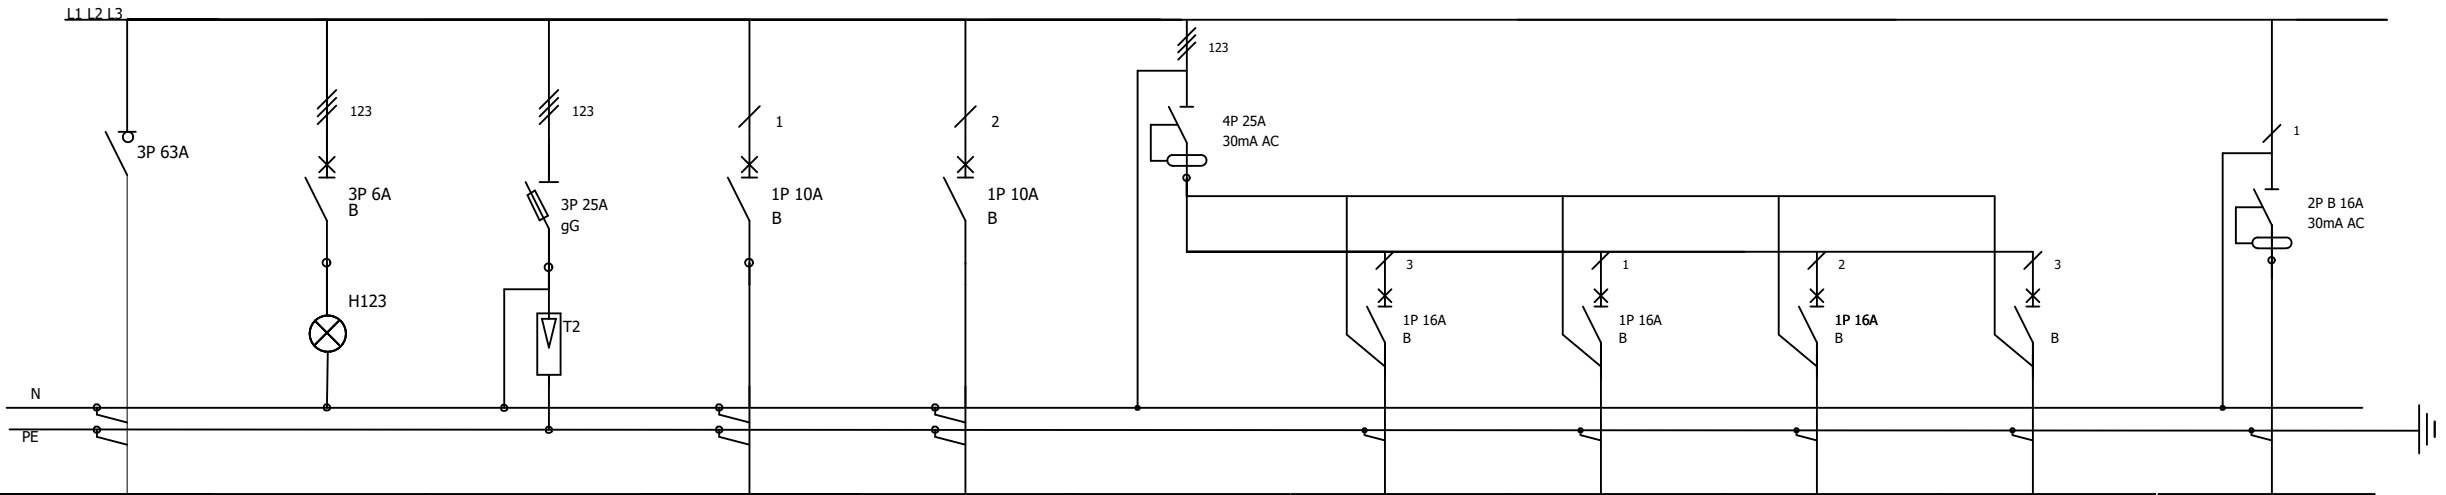 L1 L2 L3
123
123
123
1
2
1
3P 63A
3P 6A
B
3P 25A
gG
1P 10A
B
1P 10A
B
4P 25A
30mA AC
2P B 16A
30mA AC
3
1
2
3
H123
T2
1P 16A
B
1P 16A
B
1P 16A
B
B
N
PE